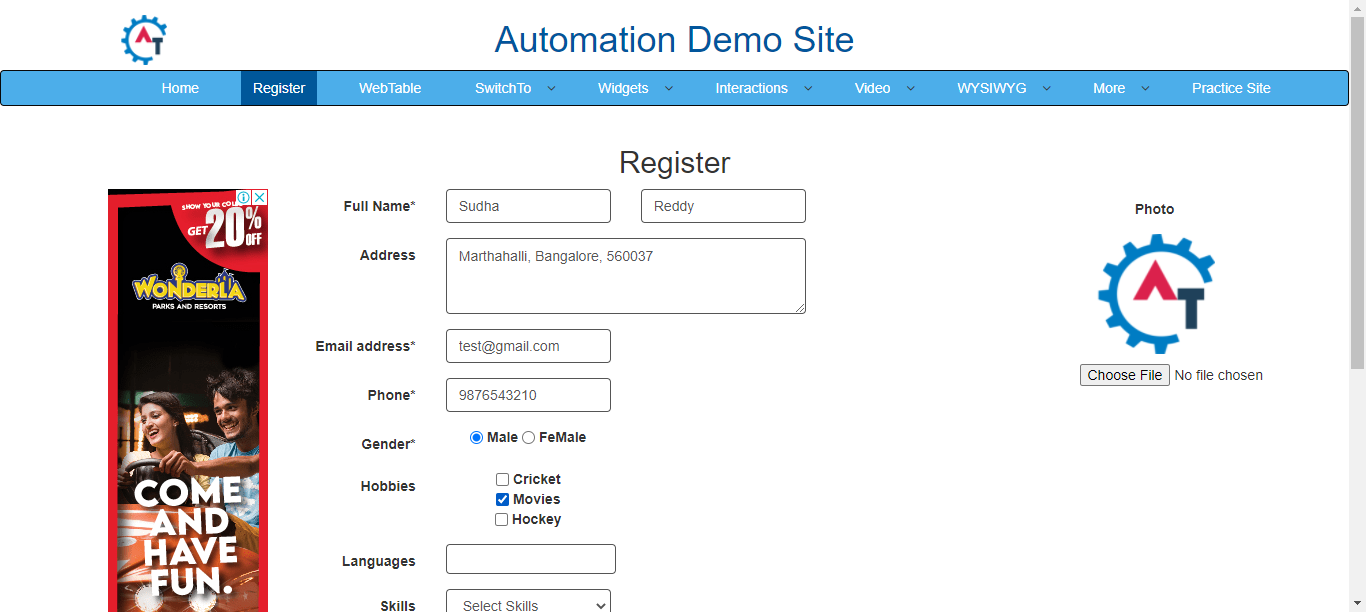 AT
Automation Demo Site
Home Register WebTable SwitchTo Widgets Interactions Video WYSIWYG More Practice Site
Register
SHOW YOUR COLL
GET 20% OFF
WONDERLA
PARKS AND RESORTS
COME
AND
HAVE
FUN.
Full Name* Sudha Reddy
Address Marthahalli, Bangalore, 560037
Email address* test@gmail.com
Phone* 9876543210
Gender* Male FeMale
Hobbies Cricket
Movies
Hockey
Languages
Skills Select Skills
Photo
AT
Choose File No file chosen